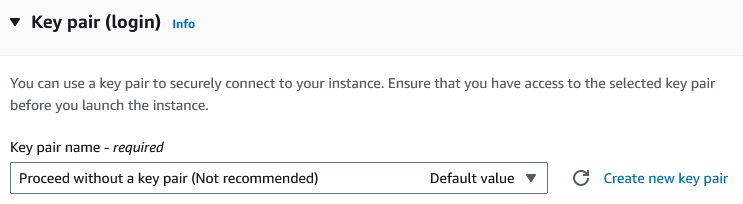 Key pair (login) Info
You can use a key pair to securely connect to your instance. Ensure that you have access to the selected key pair
before you launch the instance.
Key pair name - required
Proceed without a key pair (Not recommended) Default value Create new key pair